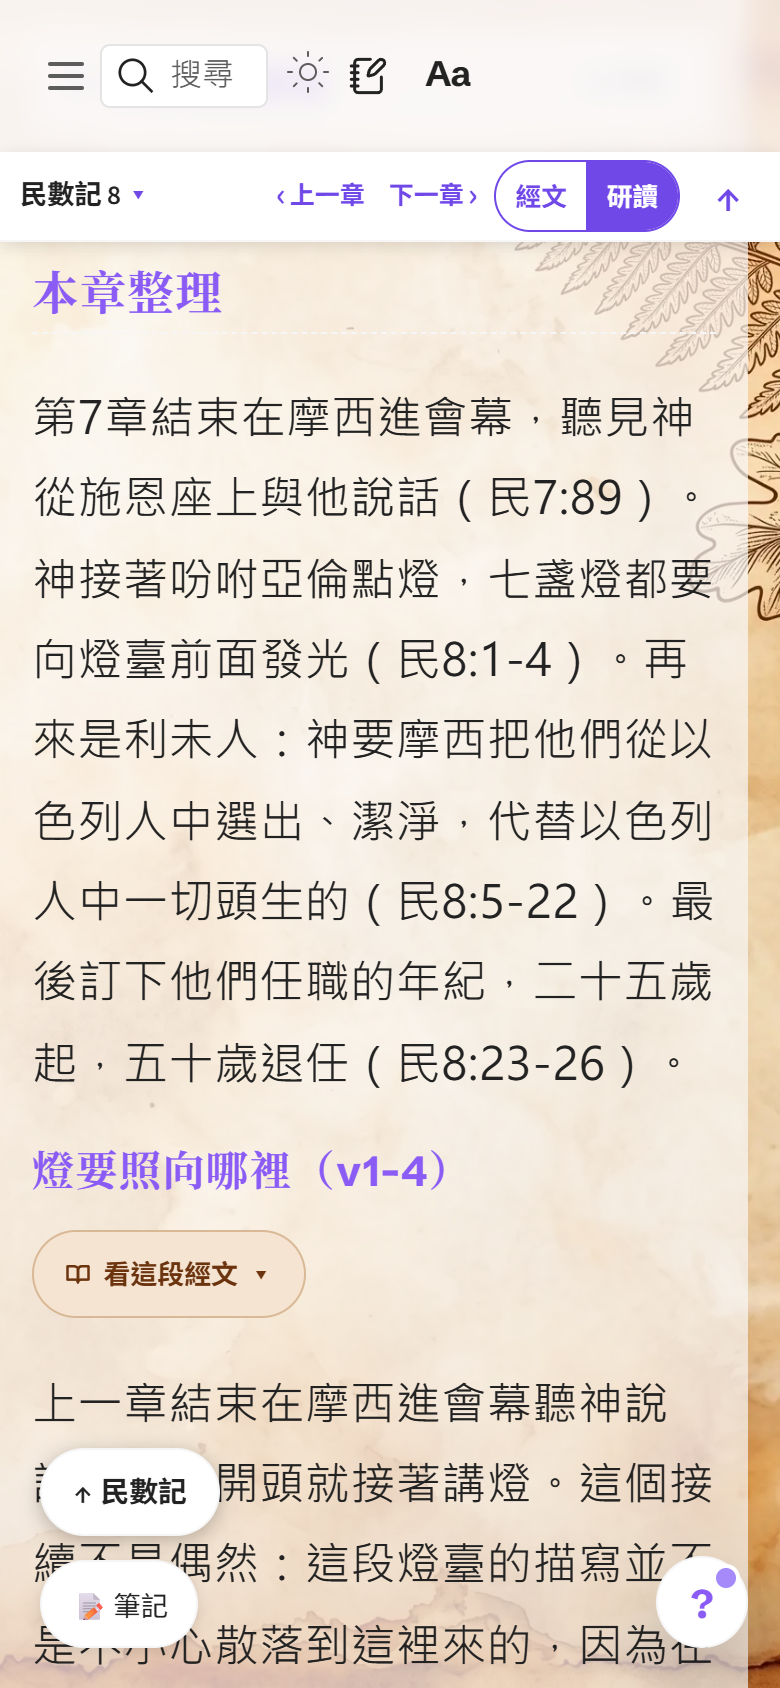 搜尋
Aa
民數記 8 ▼
‹ 上一章 下一章 › 經文 研讀 ↑
本章整理
第7章結束在摩西進會幕，聽見神
從施恩座上與他說話（民7:89）。
神接著吩咐亞倫點燈，七盞燈都要
向燈臺前面發光（民8:1-4）。再
來是利未人：神要摩西把他們從以
色列人中選出、潔淨，代替以色列
人中一切頭生的（民8:5-22）。最
後訂下他們任職的年紀，二十五歲
起，五十歲退任（民8:23-26）。
燈要照向哪裡（v1-4）
看這段經文 ▼
上一章結束在摩西進會幕聽神說
開頭就接著講燈。這個接
↑ 民數記
續不是偶然：這段燈臺的描寫並不
筆記
?
是不小心散落到這裡來的，因為在